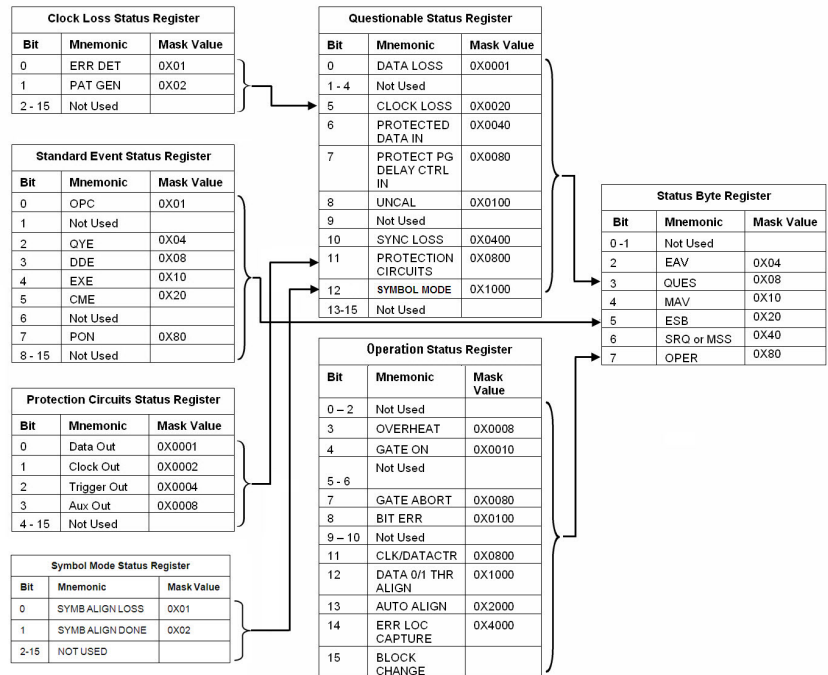 Clock Loss Status Register
Bit Mnemonic Mask Value
0 ERR DET 0X01
1 PAT GEN 0X02
2 - 15 Not Used
Standard Event Status Register
Bit Mnemonic Mask Value
0 OPC 0X01
1 Not Used
2 QYE 0X04
3 DDE 0X08
4 EXE 0X10
5 CME 0X20
6 Not Used
7 PON 0X80
8 - 15 Not Used
Protection Circuits Status Register
Bit Mnemonic Mask Value
0 Data Out 0X0001
1 Clock Out 0X0002
2 Trigger Out 0X0004
3 Aux Out 0X0008
4 - 15 Not Used
Symbol Mode Status Register
Bit Mnemonic Mask Value
0 SYMB ALIGN LOSS 0X01
1 SYMB ALIGN DONE 0X02
2-15 NOT USED
Questionable Status Register
Bit Mnemonic Mask Value
0 DATA LOSS 0X0001
1 - 4 Not Used
5 CLOCK LOSS 0X0020
6 PROTECTED 0X0040
DATA IN
7 PROTECT PG 0X0080
DELAY CTRL
IN
8 UNCAL 0X0100
9 Not Used
10 SYNC LOSS 0X0400
11 PROTECTION 0X0800
CIRCUITS
12 SYMBOL MODE 0X1000
13-15 Not Used
Operation Status Register
Bit Mnemonic Mask
Value
0 – 2 Not Used
3 OVERHEAT 0X0008
4 GATE ON 0X0010
Not Used
5 - 6
7 GATE ABORT 0X0080
8 BIT ERR 0X0100
9 – 10 Not Used
11 CLK/DATACTR 0X0800
12 DATA 0/1 THR 0X1000
ALIGN
13 AUTO ALIGN 0X2000
14 ERR LOC 0X4000
CAPTURE
15 BLOCK
CHANGE
Status Byte Register
Bit Mnemonic Mask Value
0 -1 Not Used
2 EAV 0X04
3 QUES 0X08
4 MAV 0X10
5 ESB 0X20
6 SRQ or MSS 0X40
7 OPER 0X80